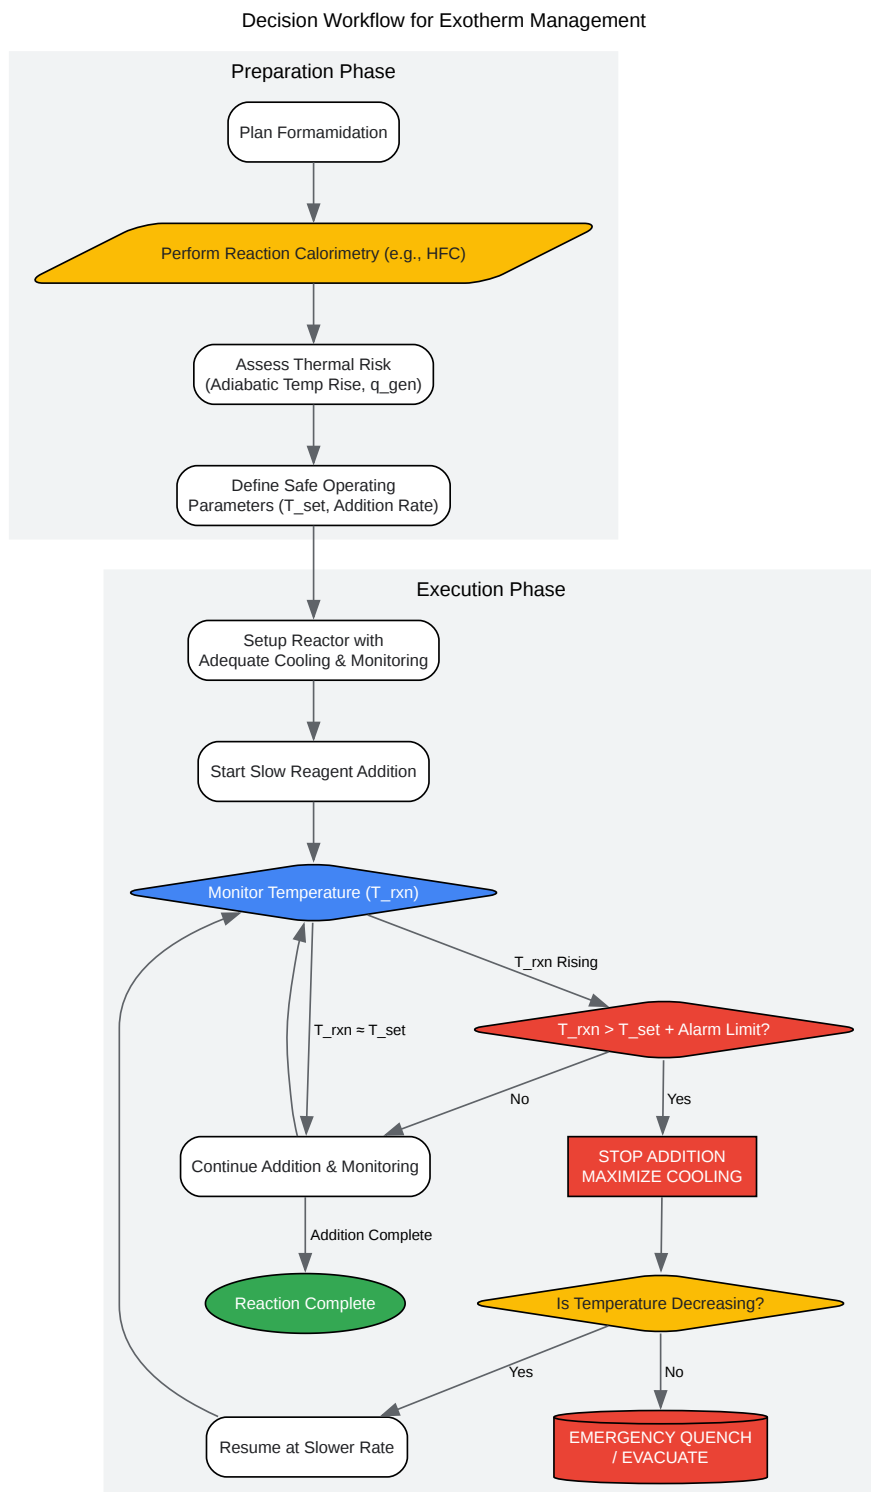 Decision Workflow for Exotherm Management
Preparation Phase
Plan Formamidation
Perform Reaction Calorimetry (e.g., HFC)
Assess Thermal Risk
(Adiabatic Temp Rise, q_gen)
Define Safe Operating
Parameters (T_set, Addition Rate)
Execution Phase
Setup Reactor with
Adequate Cooling & Monitoring
Start Slow Reagent Addition
Monitor Temperature (T_rxn)
T_rxn Rising
T_rxn ≈ T_set
T_rxn > T_set + Alarm Limit?
No
Yes
Continue Addition & Monitoring
STOP ADDITION
MAXIMIZE COOLING
Addition Complete
Reaction Complete
Is Temperature Decreasing?
Yes
No
Resume at Slower Rate
EMERGENCY QUENCH
/ EVACUATE